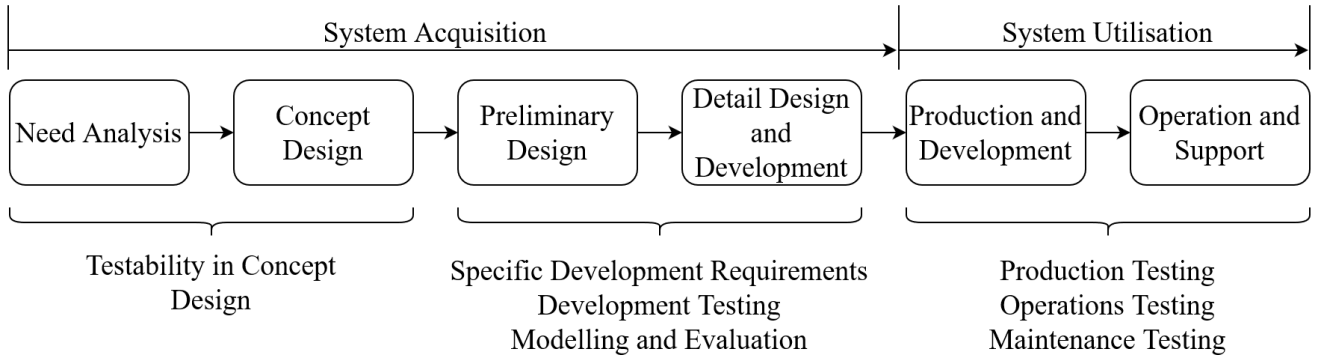 System Acquisition
System Utilisation
Need Analysis
Concept
Design
Preliminary
Design
Detail Design
and
Development
Production and
Development
Operation and
Support
Testability in Concept
Design
Specific Development Requirements
Development Testing
Modelling and Evaluation
Production Testing
Operations Testing
Maintenance Testing